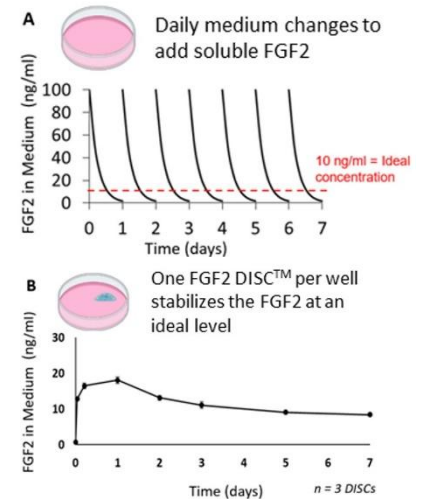 A
Daily medium changes to
add soluble FGF2
FGF2 in Medium (ng/ml)
100
80
60
40
20
0
10 ng/ml = Ideal
concentration
0 1 2 3 4 5 6 7
Time (days)
B
One FGF2 DISC™ per well
stabilizes the FGF2 at an
ideal level
FGF2 in Medium (ng/ml)
30
20
10
0
0 1 2 3 4 5 6 7
Time (days)
n = 3 DISCs